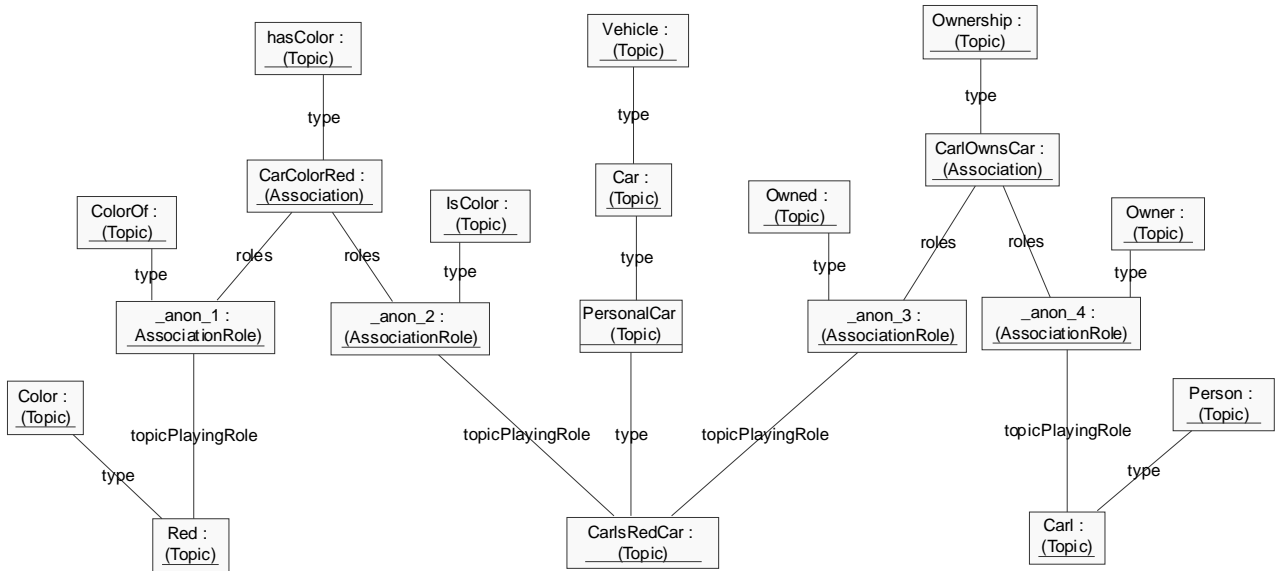 hasColor :
(Topic)
Vehicle :
(Topic)
Ownership :
(Topic)
type
type
type
CarColorRed :
(Association)
Car :
(Topic)
CarlOwnsCar :
(Association)
ColorOf :
(Topic)
IsColor :
(Topic)
Owned :
(Topic)
Owner :
(Topic)
roles
roles
roles
roles
type
type
type
type
type
_anon_1 :
AssociationRole)
_anon_2 :
(AssociationRole)
PersonalCar
(Topic)
_anon_3 :
(AssociationRole)
_anon_4 :
(AssociationRole)
Color :
(Topic)
Person :
(Topic)
topicPlayingRole
topicPlayingRole
type
topicPlayingRole
topicPlayingRole
type
type
Red :
(Topic)
CarlsRedCar :
(Topic)
Carl :
(Topic)